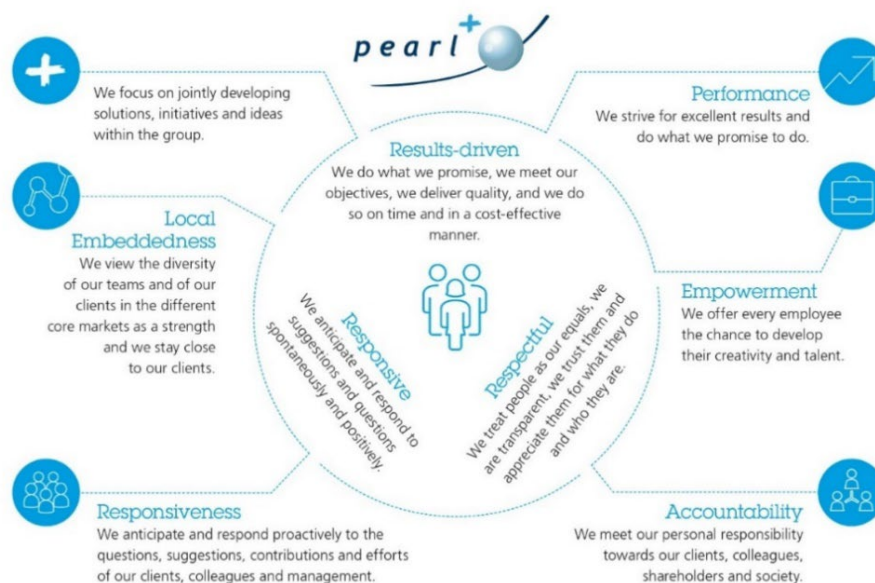 pearl+
We focus on jointly developing
solutions, initiatives and ideas
within the group.
Performance
We strive for excellent results and
do what we promise to do.
Results-driven
We do what we promise, we meet our
objectives, we deliver quality, and we do
so on time and in a cost-effective
manner.
Local
Embeddedness
We view the diversity
of our teams and of our
clients in the different
core markets as a strength
and we stay close
to our clients.
Responsive
We anticipate and respond to
suggestions and questions
spontaneously and positively.
Respectful
We treat people as our equals, we
are transparent, we trust them and
appreciate them for what they do
and who they are.
Empowerment
We offer every employee
the chance to develop
their creativity and talent.
Responsiveness
We anticipate and respond proactively to the
questions, suggestions, contributions and efforts
of our clients, colleagues and management.
Accountability
We meet our personal responsibility
towards our clients, colleagues,
shareholders and society.